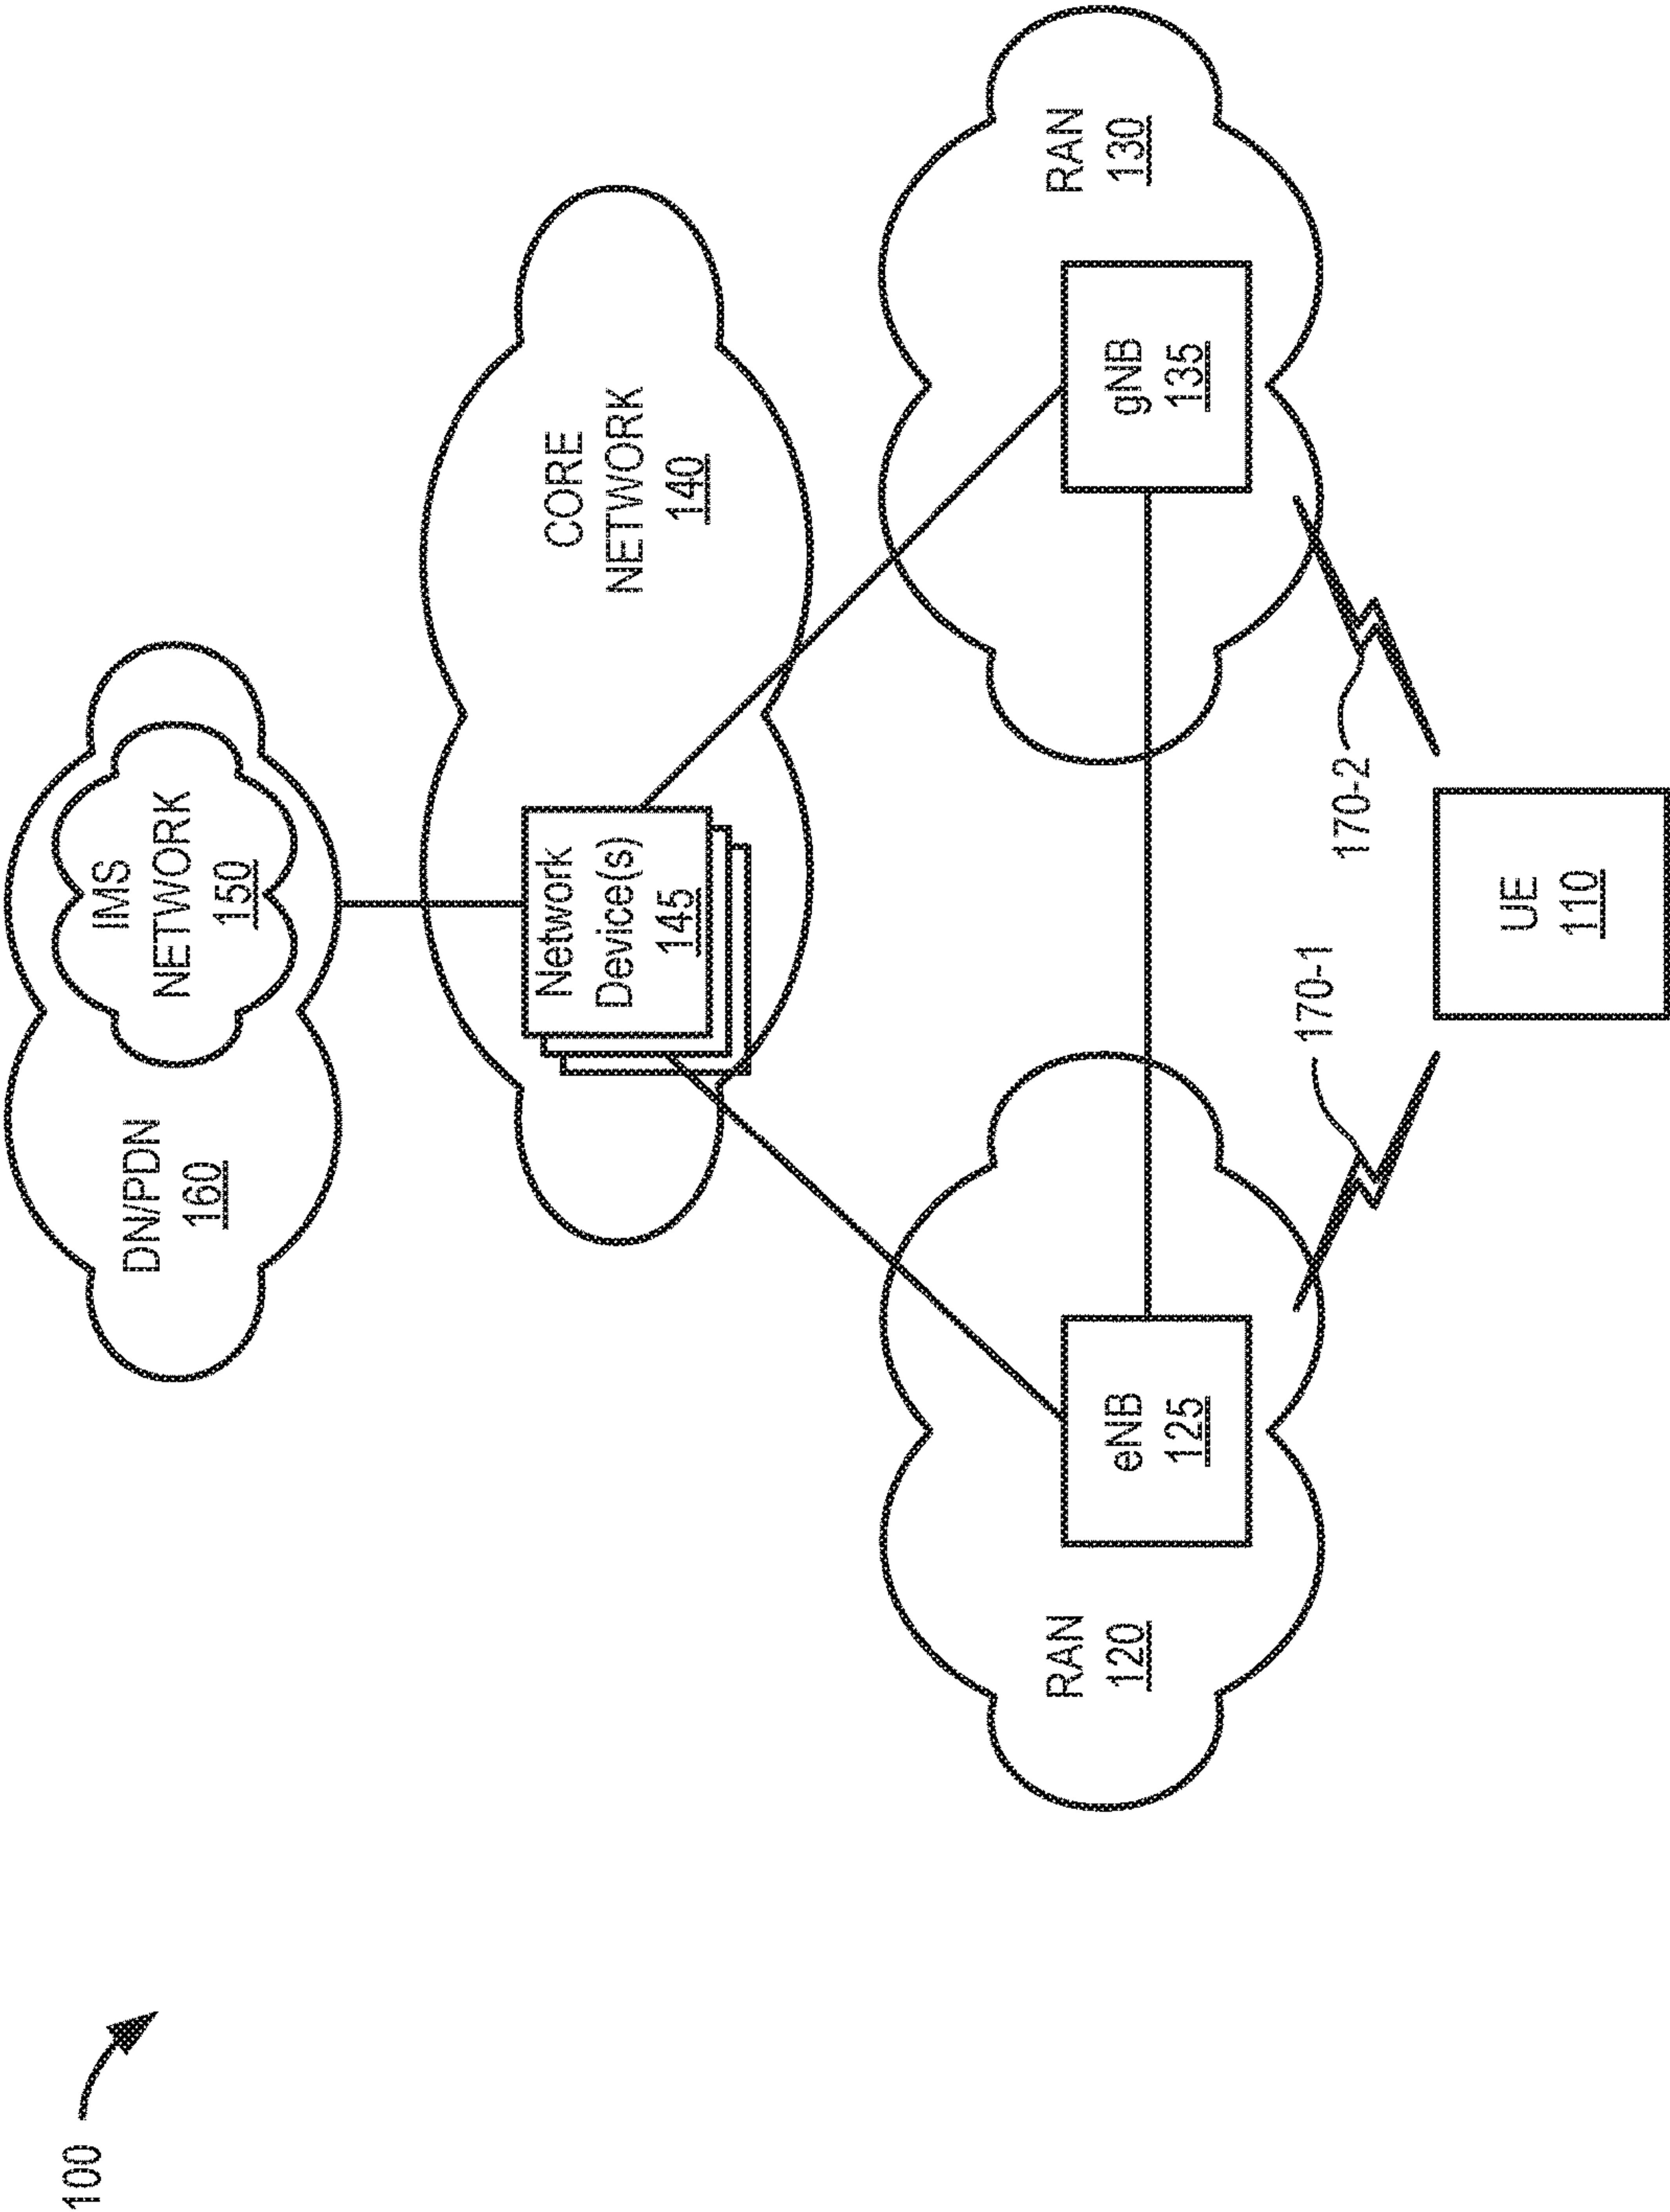 100
DN/PDN
160
IMS
NETWORK
150
CORE
NETWORK
140
Network
Device(s)
145
RAN
120
eNB
125
gNB
135
RAN
130
170-1
170-2
UE
110